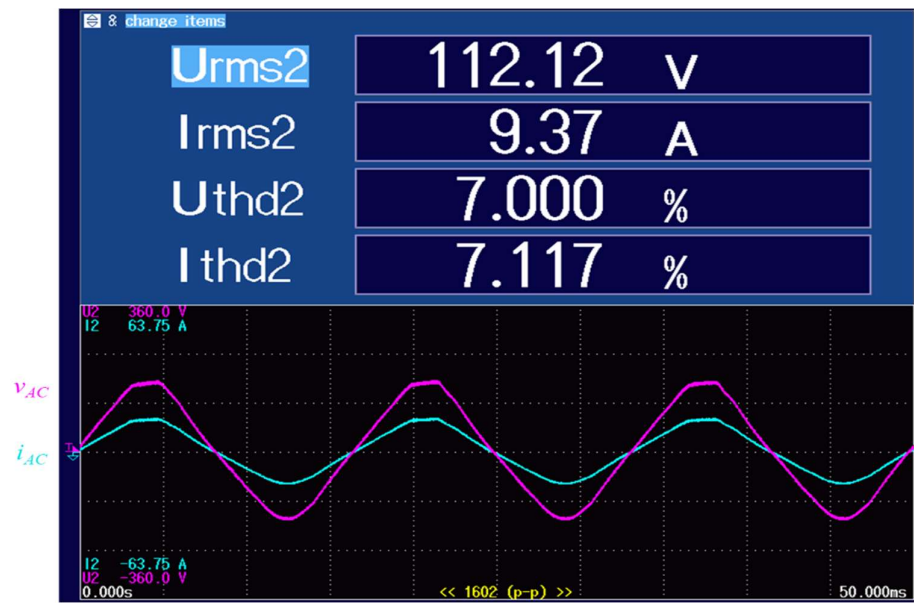 & change items
Urms2 112.12 V
Irms2 9.37 A
Uthd2 7.000 %
Ithd2 7.117 %
U2 360.0 V
I2 63.75 A
vAC
T
iAC
I2 -63.75 A
U2 -360.0 V
0.000s << 1602 (p-p) >> 50.000ms